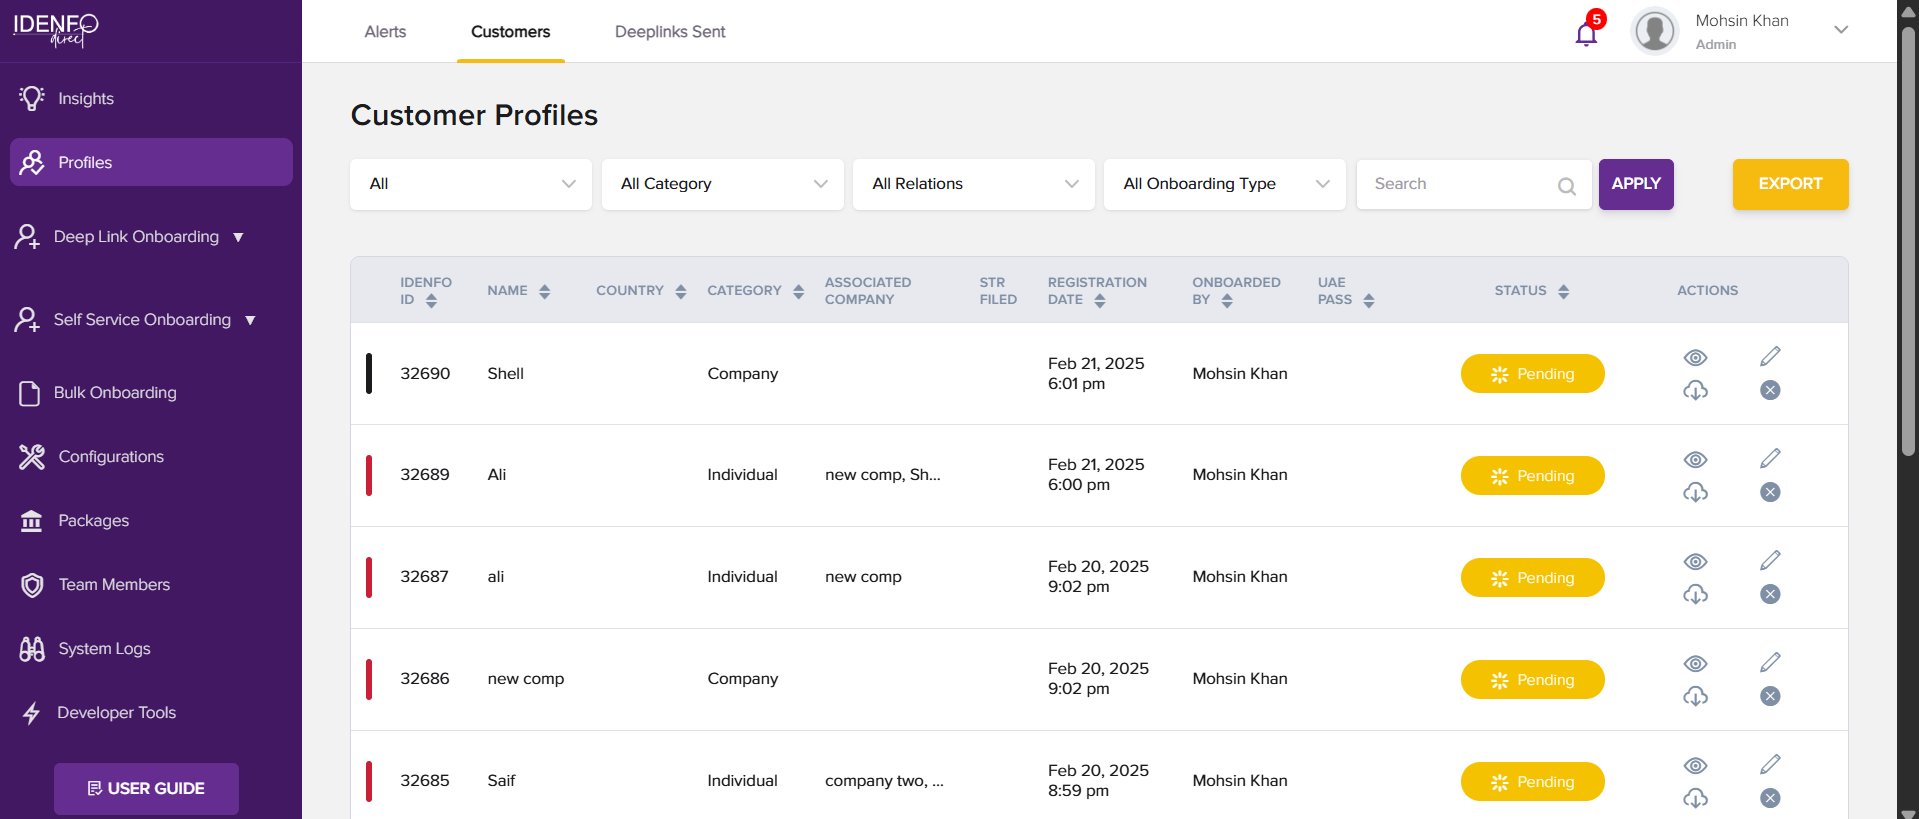 IDENFO
direct
Insights
Profiles
Deep Link Onboarding
Self Service Onboarding
Bulk Onboarding
Configurations
Packages
Team Members
System Logs
Developer Tools
USER GUIDE
Alerts Customers Deeplinks Sent
5
Mohsin Khan
Admin
Customer Profiles
All All Category All Relations All Onboarding Type Search APPLY EXPORT
IDENFO ID NAME COUNTRY CATEGORY ASSOCIATED COMPANY STR FILED REGISTRATION DATE ONBOARDED BY UAE PASS STATUS ACTIONS
32690 Shell Company Feb 21, 2025 6:01 pm Mohsin Khan Pending
32689 Ali Individual new comp, Sh... Feb 21, 2025 6:00 pm Mohsin Khan Pending
32687 ali Individual new comp Feb 20, 2025 9:02 pm Mohsin Khan Pending
32686 new comp Company Feb 20, 2025 9:02 pm Mohsin Khan Pending
32685 Saif Individual company two, ... Feb 20, 2025 8:59 pm Mohsin Khan Pending